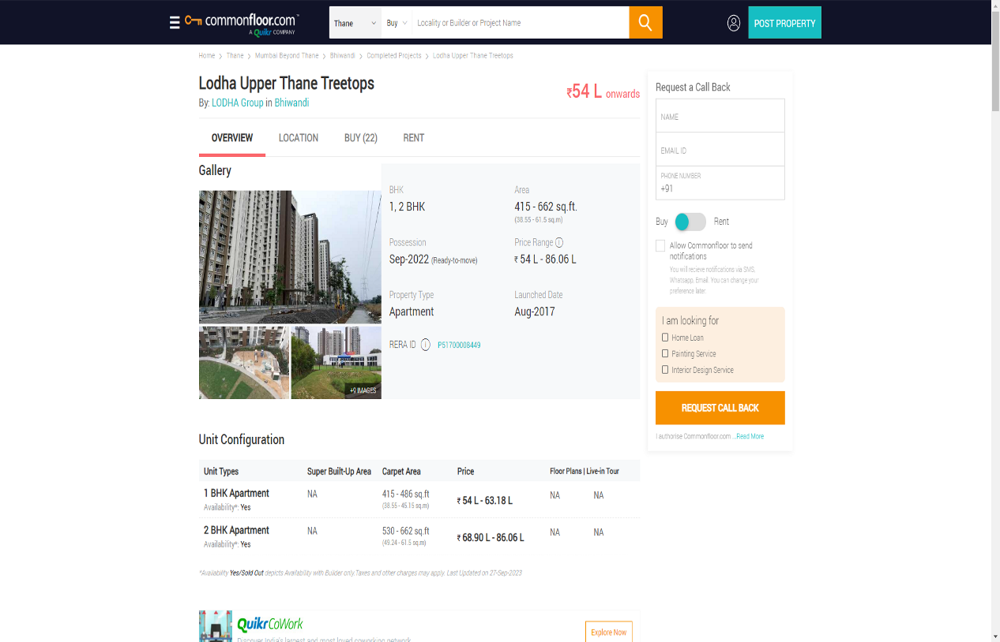 commonfloor.com
A Quikr COMPANY
Thane
Buy
Locality or Builder or Project Name
POST PROPERTY
Home > Thane > Mumbai Beyond Thane > Bhiwandi > Completed Projects > Lodha Upper Thane Treetops
Lodha Upper Thane Treetops
₹54 L onwards
By: LODHA Group in Bhiwandi
OVERVIEW LOCATION BUY (22) RENT
Gallery
+9 IMAGES
BHK
1, 2 BHK
Area
415 - 662 sq.ft.
(38.55 - 61.5 sq.m)
Possession
Sep-2022 (Ready-to-move)
Price Range
₹ 54 L - 86.06 L
Property Type
Apartment
Launched Date
Aug-2017
RERA ID P51700008449
Unit Configuration
Unit Types Super Built-Up Area Carpet Area Price Floor Plans | Live-in Tour
1 BHK Apartment NA 415 - 486 sq.ft ₹ 54 L - 63.18 L NA NA
Availability*: Yes (38.55 - 45.15 sq.m)
2 BHK Apartment NA 530 - 662 sq.ft ₹ 68.90 L - 86.06 L NA NA
Availability*: Yes (49.24 - 61.5 sq.m)
*Availability Yes/Sold Out depicts Availability with Builder only.Taxes and other charges may apply. Last Updated on 27-Sep-2023
QuikrCoWork
Discover India's largest and most loved coworking network
Explore Now
Request a Call Back
NAME
EMAIL ID
PHONE NUMBER
+91
Buy Rent
Allow Commonfloor to send
notifications
You will recieve notifications via SMS,
Whatsapp, Email. You can change your
preference later.
I am looking for
Home Loan
Painting Service
Interior Design Service
REQUEST CALL BACK
I authorise Commonfloor.com ...Read More